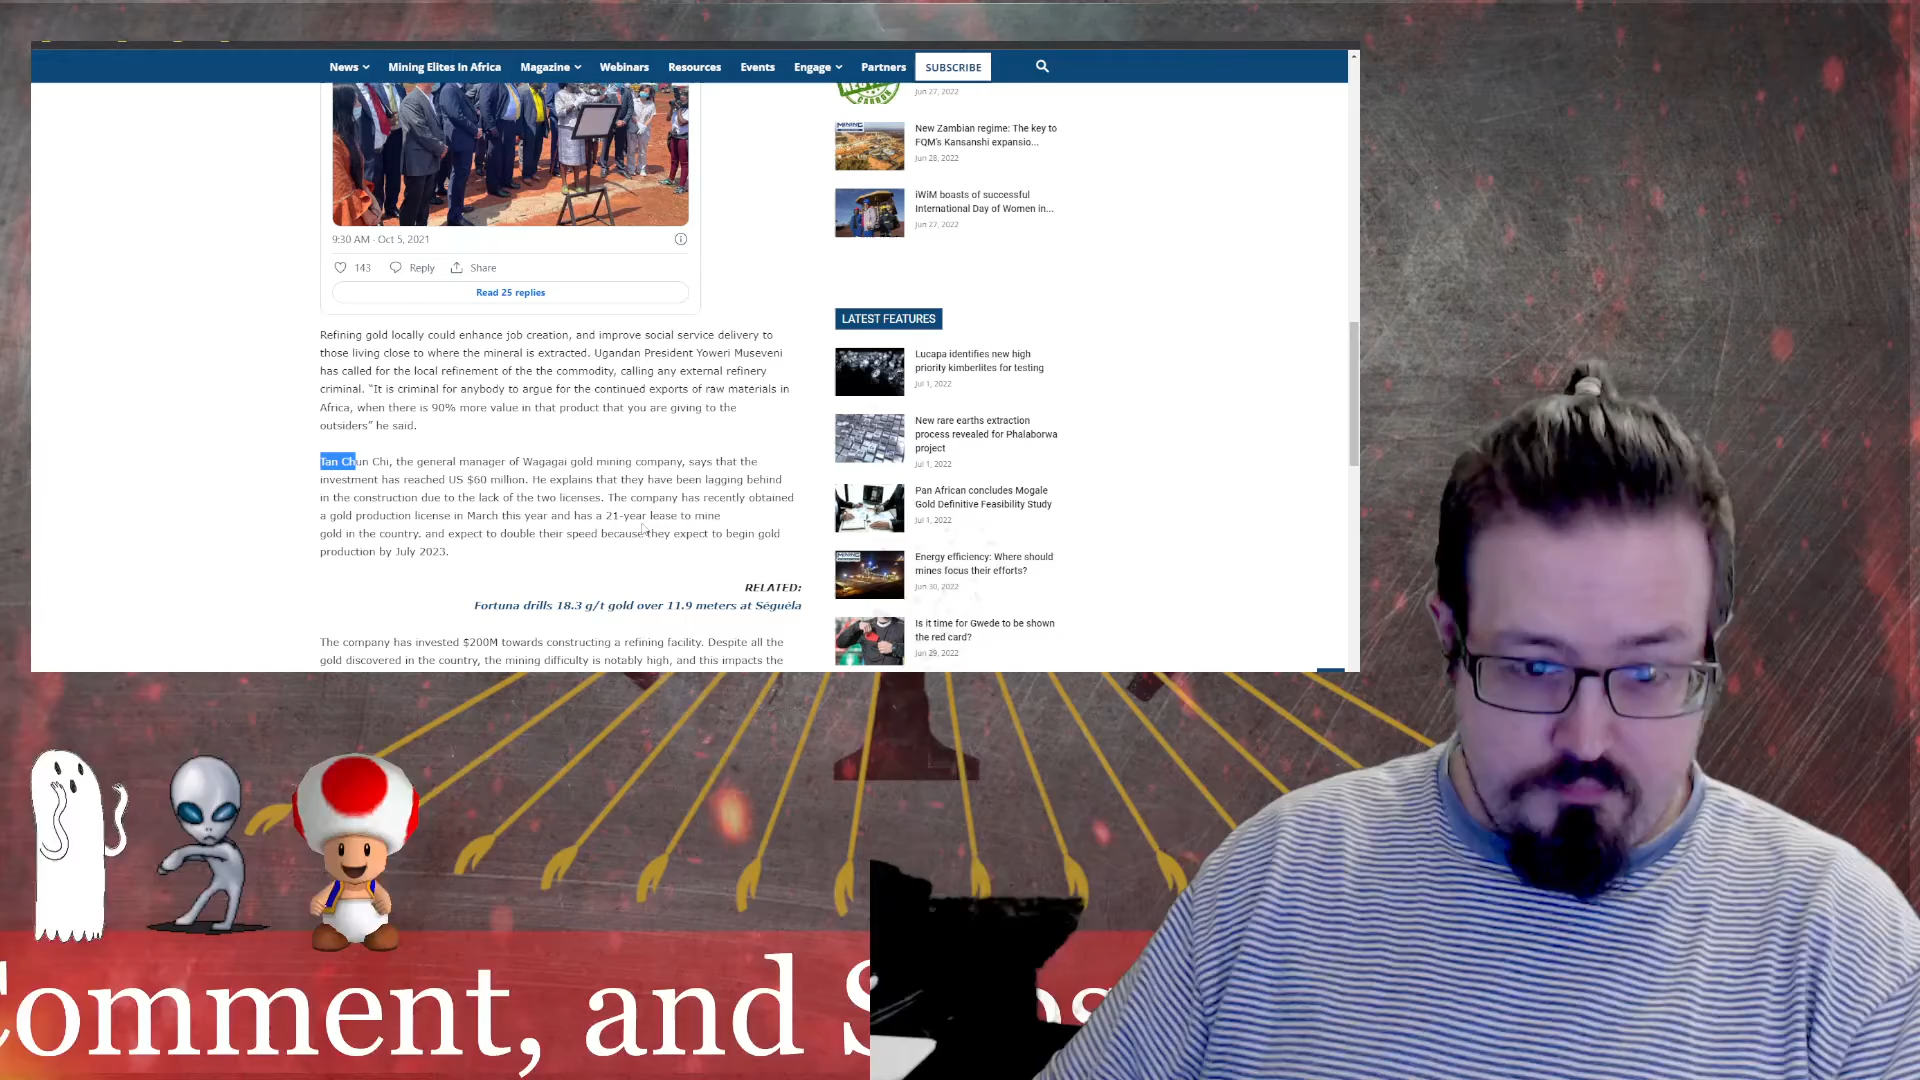 News Mining Elites In Africa Magazine Webinars Resources Events Engage Partners SUBSCRIBE
9:30 AM · Oct 5, 2021
143 Reply Share
Read 25 replies
Refining gold locally could enhance job creation, and improve social service delivery to
those living close to where the mineral is extracted. Ugandan President Yoweri Museveni
has called for the local refinement of the the commodity, calling any external refinery
criminal. “It is criminal for anybody to argue for the continued exports of raw materials in
Africa, when there is 90% more value in that product that you are giving to the
outsiders” he said.
Tan Chun Chi, the general manager of Wagagai gold mining company, says that the
investment has reached US $60 million. He explains that they have been lagging behind
in the construction due to the lack of the two licenses. The company has recently obtained
a gold production license in March this year and has a 21-year lease to mine
gold in the country. and expect to double their speed because they expect to begin gold
production by July 2023.
RELATED:
Fortuna drills 18.3 g/t gold over 11.9 meters at Séguéla
The company has invested $200M towards constructing a refining facility. Despite all the
gold discovered in the country, the mining difficulty is notably high, and this impacts the
CARBON
Jun 27, 2022
MINING
New Zambian regime: The key to
FQM's Kansanshi expansio...
Jun 28, 2022
iWiM boasts of successful
International Day of Women in...
Jun 27, 2022
LATEST FEATURES
Lucapa identifies new high
priority kimberlites for testing
Jul 1, 2022
New rare earths extraction
process revealed for Phalaborwa
project
Jul 1, 2022
Pan African concludes Mogale
Gold Definitive Feasibility Study
Jul 1, 2022
MINING
Energy efficiency: Where should
mines focus their efforts?
Jun 30, 2022
Is it time for Gwede to be shown
the red card?
Jun 29, 2022
Comment, and S